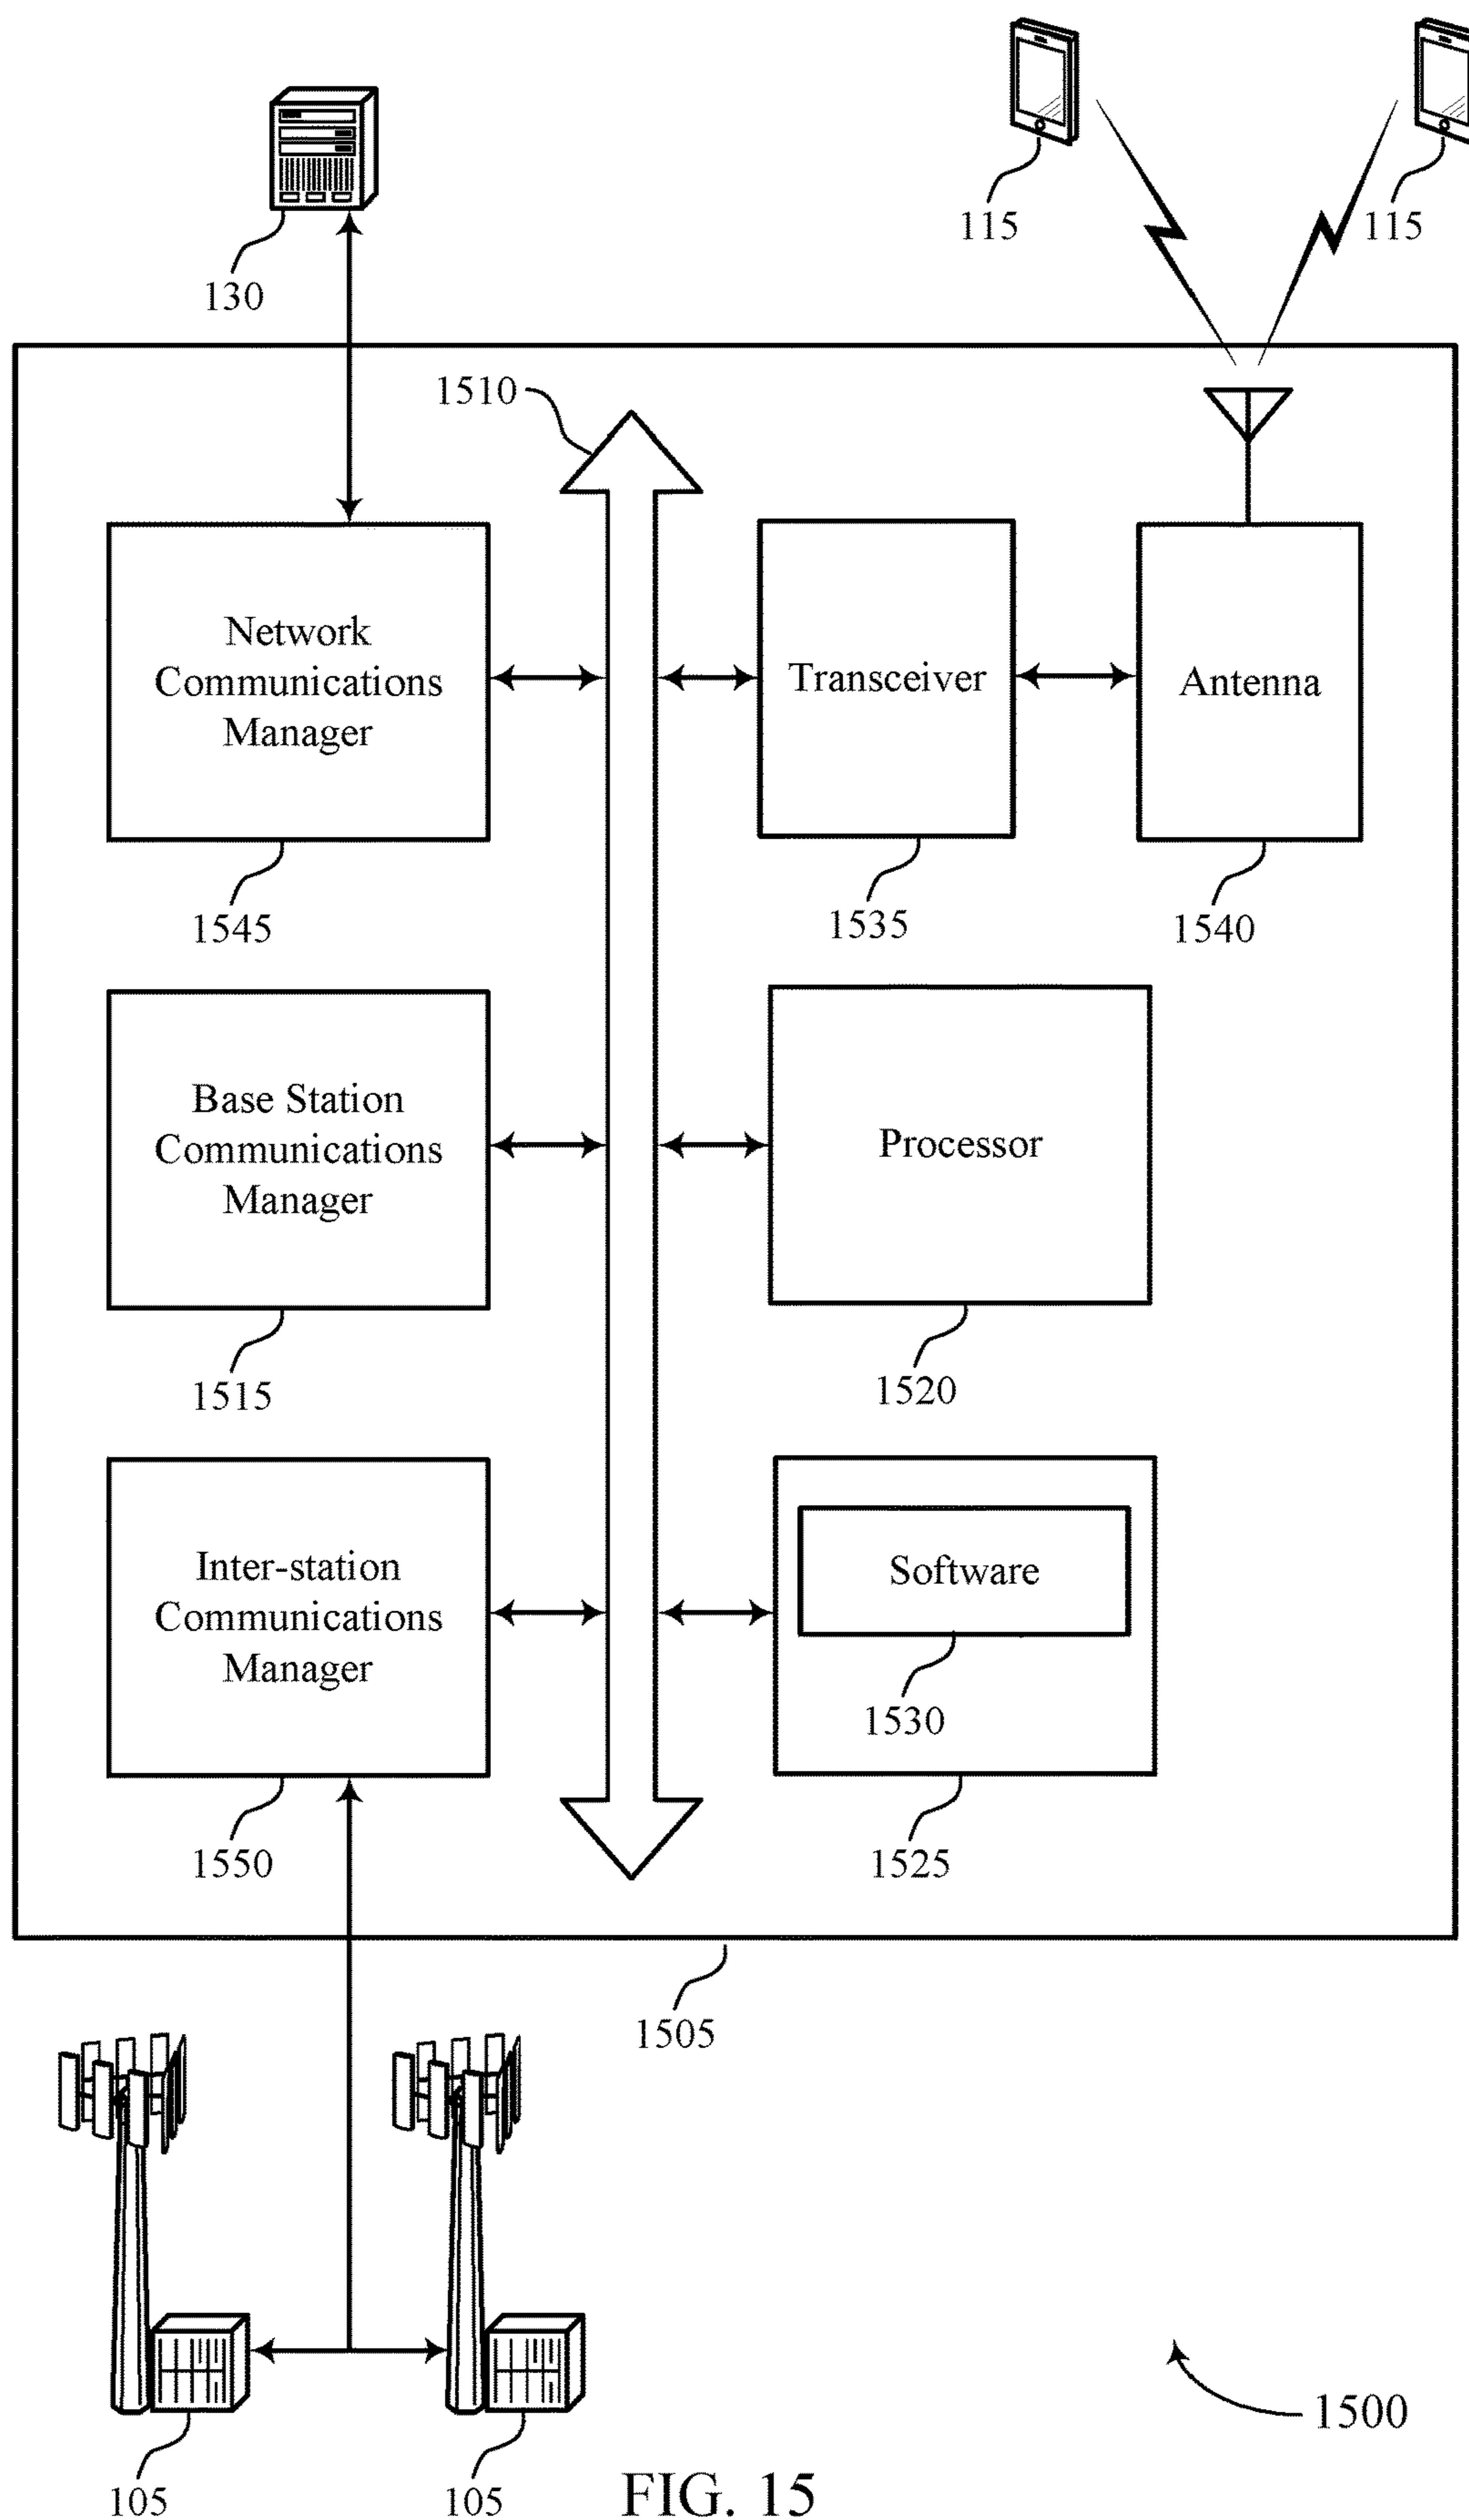 115
115
130
1510
Network
Communications
Manager
Transceiver
Antenna
1545
1535
1540
Base Station
Communications
Manager
Processor
1515
1520
Inter-station
Communications
Manager
Software
1530
1550
1525
1505
1500
105
105
FIG. 15